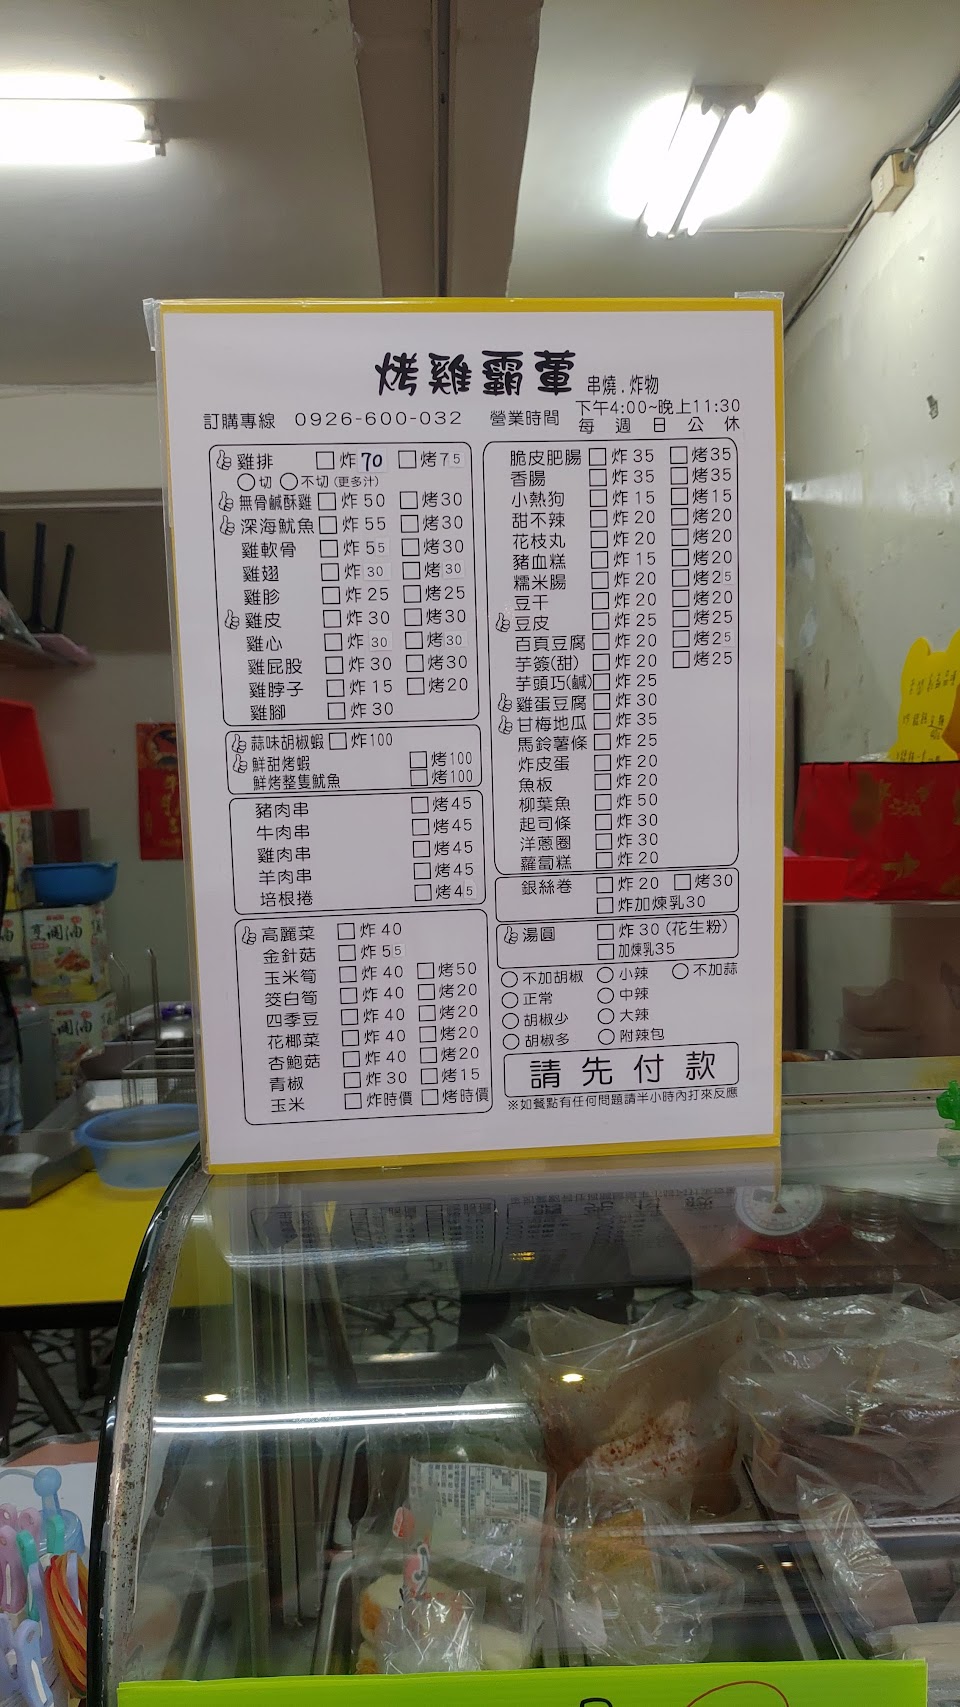 烤雞霸葷 串燒.炸物
訂購專線 0926-600-032 營業時間 下午4:00~晚上11:30
每週日公休
雞排 □炸70 □烤75
○切 ○不切(更多汁)
無骨鹹酥雞 □炸50 □烤30
深海魷魚 □炸55 □烤30
雞軟骨 □炸55 □烤30
雞翅 □炸30 □烤30
雞胗 □炸25 □烤25
雞皮 □炸30 □烤30
雞心 □炸30 □烤30
雞屁股 □炸30 □烤30
雞脖子 □炸15 □烤20
雞腳 □炸30
蒜味胡椒蝦 □炸100
鮮甜烤蝦 □烤100
鮮烤整隻魷魚 □烤100
豬肉串 □烤45
牛肉串 □烤45
雞肉串 □烤45
羊肉串 □烤45
培根捲 □烤45
高麗菜 □炸40
金針菇 □炸55
玉米筍 □炸40 □烤50
筊白筍 □炸40 □烤20
四季豆 □炸40 □烤20
花椰菜 □炸40 □烤20
杏鮑菇 □炸40 □烤20
青椒 □炸30 □烤15
玉米 □炸時價 □烤時價
脆皮肥腸 □炸35 □烤35
香腸 □炸35 □烤35
小熱狗 □炸15 □烤15
甜不辣 □炸20 □烤20
花枝丸 □炸20 □烤20
豬血糕 □炸15 □烤20
糯米腸 □炸20 □烤25
豆干 □炸20 □烤20
豆皮 □炸25 □烤25
百頁豆腐 □炸20 □烤25
芋簽(甜) □炸20 □烤25
芋頭巧(鹹) □炸25
雞蛋豆腐 □炸30
甘梅地瓜 □炸35
馬鈴薯條 □炸25
炸皮蛋 □炸20
魚板 □炸20
柳葉魚 □炸50
起司條 □炸30
洋蔥圈 □炸30
蘿蔔糕 □炸20
銀絲卷 □炸20 □烤30
□炸加煉乳30
湯圓 □炸30(花生粉)
□加煉乳35
○不加胡椒 ○小辣 ○不加蒜
○正常 ○中辣
○胡椒少 ○大辣
○胡椒多 ○附辣包
請先付款
※如餐點有任何問題請半小時內打來反應